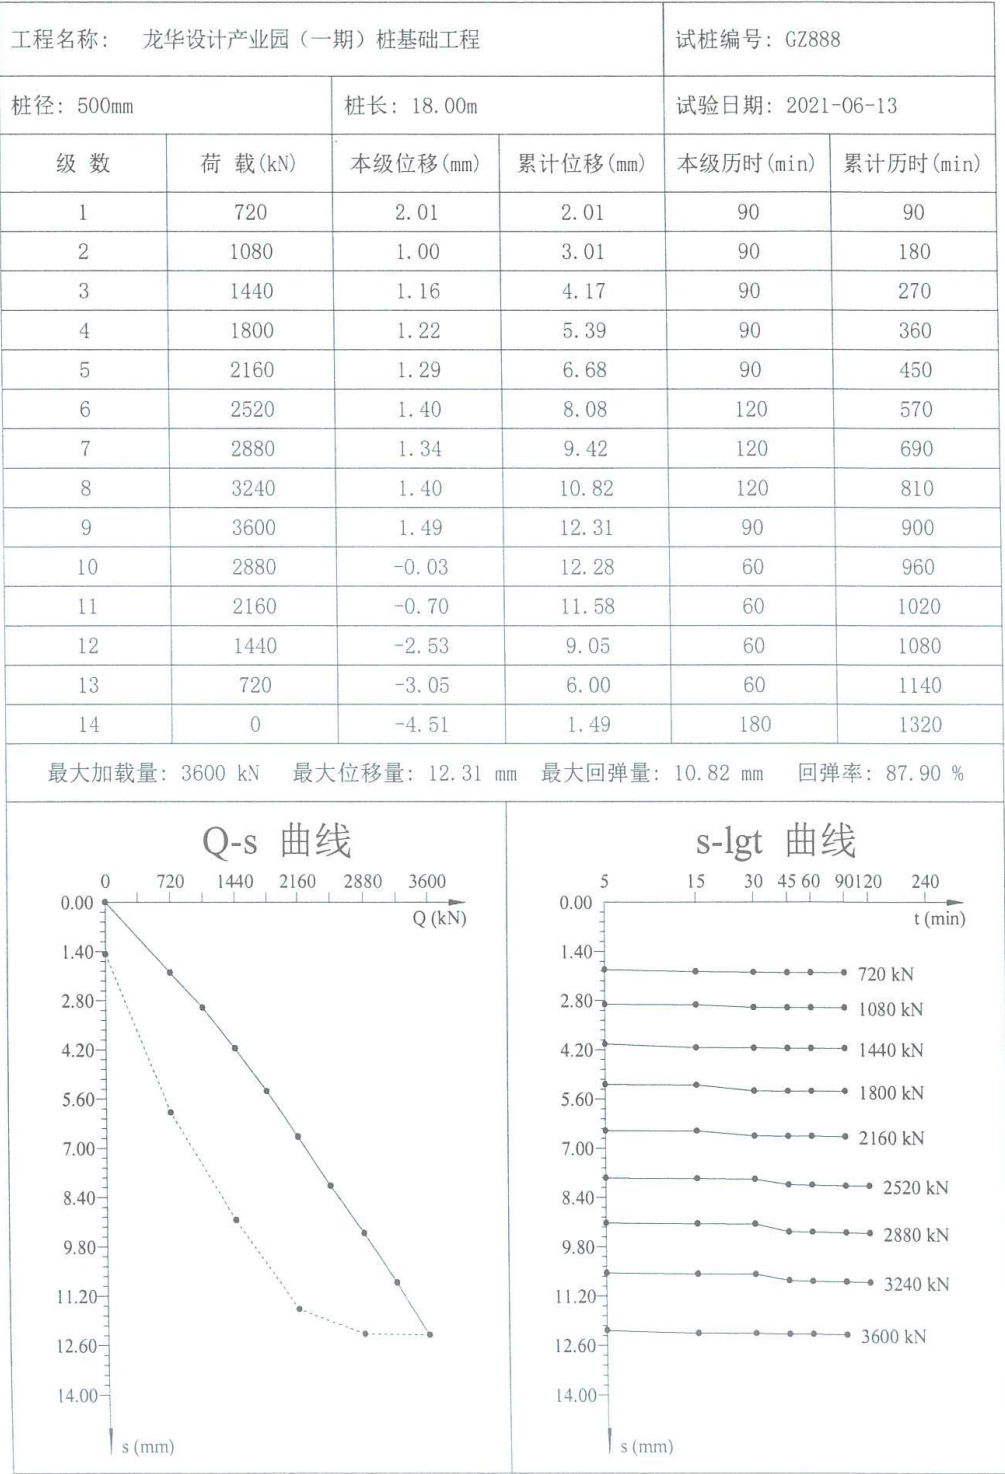 工程名称: 龙华设计产业园（一期）桩基础工程 试桩编号: GZ888
桩径: 500mm 桩长: 18.00m 试验日期: 2021-06-13
级 数 荷 载(kN) 本级位移(mm) 累计位移(mm) 本级历时(min) 累计历时(min)
1 720 2.01 2.01 90 90
2 1080 1.00 3.01 90 180
3 1440 1.16 4.17 90 270
4 1800 1.22 5.39 90 360
5 2160 1.29 6.68 90 450
6 2520 1.40 8.08 120 570
7 2880 1.34 9.42 120 690
8 3240 1.40 10.82 120 810
9 3600 1.49 12.31 90 900
10 2880 -0.03 12.28 60 960
11 2160 -0.70 11.58 60 1020
12 1440 -2.53 9.05 60 1080
13 720 -3.05 6.00 60 1140
14 0 -4.51 1.49 180 1320
最大加载量: 3600 kN 最大位移量: 12.31 mm 最大回弹量: 10.82 mm 回弹率: 87.90 %
Q-s 曲线
0 720 1440 2160 2880 3600
Q (kN)
0.00
1.40
2.80
4.20
5.60
7.00
8.40
9.80
11.20
12.60
14.00
s (mm)
s-lgt 曲线
5 15 30 45 60 90 120 240
t (min)
0.00
1.40
2.80
4.20
5.60
7.00
8.40
9.80
11.20
12.60
14.00
720 kN
1080 kN
1440 kN
1800 kN
2160 kN
2520 kN
2880 kN
3240 kN
3600 kN
s (mm)